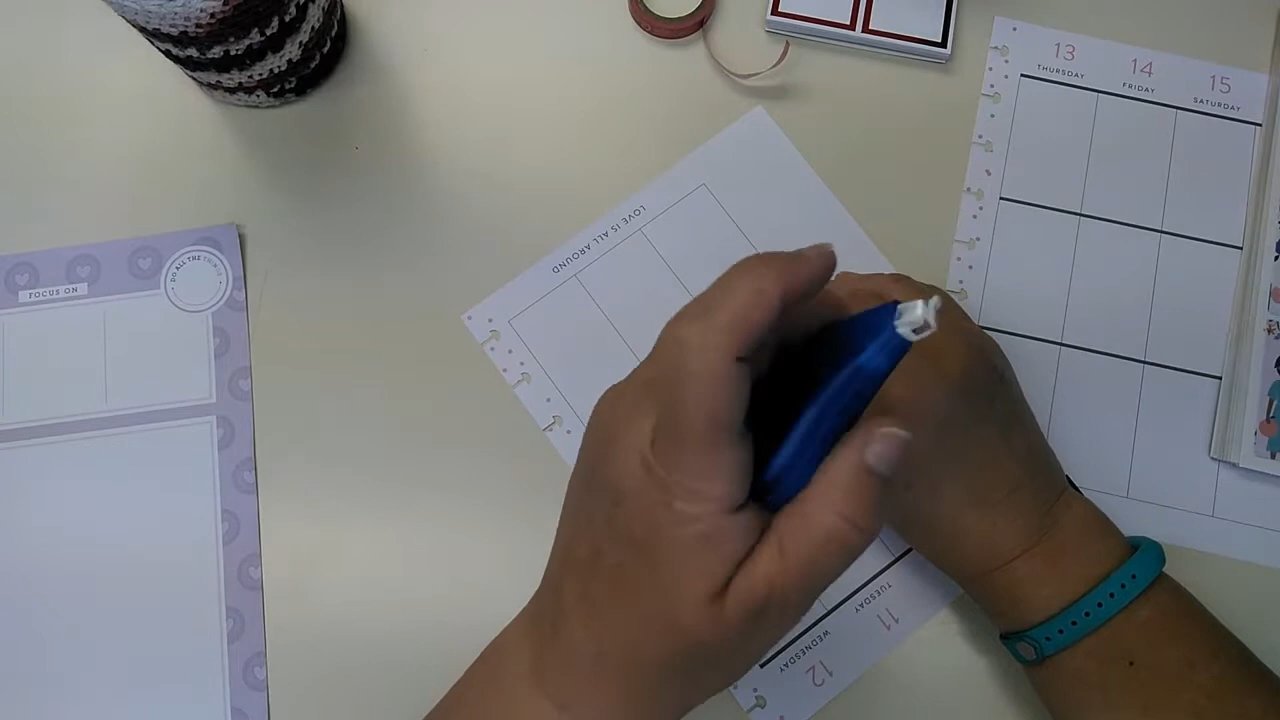 13
THURSDAY
14
FRIDAY
15
SATURDAY
LOVE IS ALL AROUND
FOCUS ON
DO ALL THE THINGS
11
TUESDAY
12
WEDNESDAY